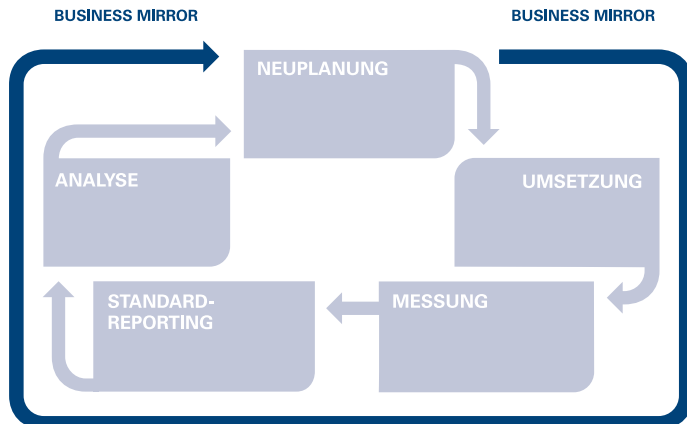 BUSINESS MIRROR
BUSINESS MIRROR
NEUPLANUNG
ANALYSE
UMSETZUNG
STANDARD-
REPORTING
MESSUNG